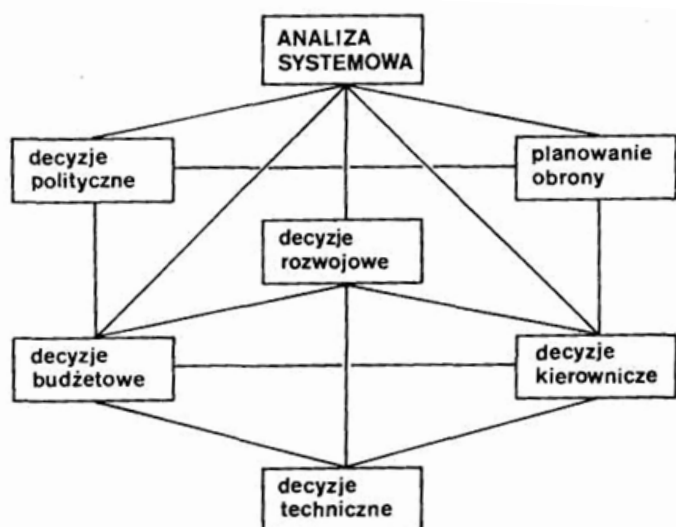 ANALIZA
SYSTEMOWA
decyzje
polityczne
planowanie
obrony
decyzje
rozwojowe
decyzje
budżetowe
decyzje
kierownicze
decyzje
techniczne